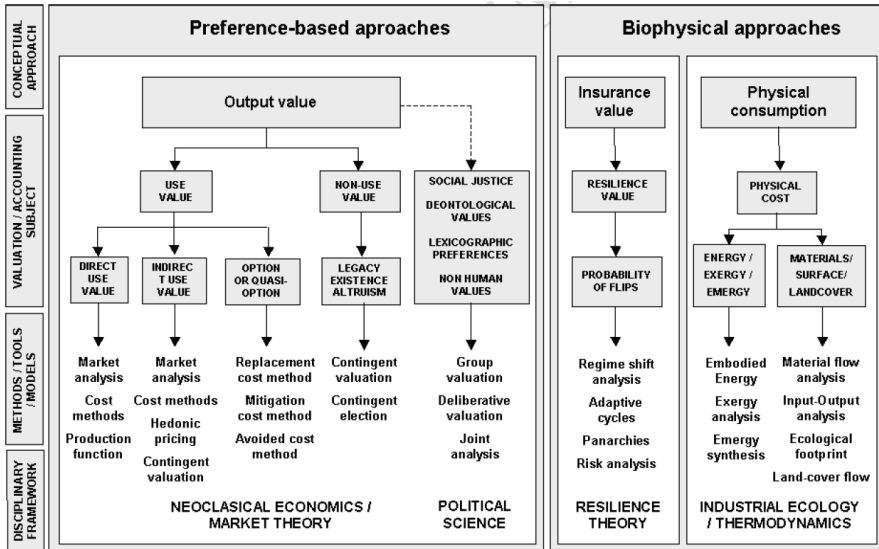 CONCEPTUAL
APPROACH
VALUATION / ACCOUNTING
SUBJECT
METHODS / TOOLS
/ MODELS
DISCIPLINARY
FRAMEWORK
Preference-based aproaches
Output value
USE
VALUE
NON-USE
VALUE
SOCIAL JUSTICE
DEONTOLOGICAL
VALUES
LEXICOGRAPHIC
PREFERENCES
NON HUMAN
VALUES
DIRECT
USE
VALUE
INDIREC
T USE
VALUE
OPTION
OR QUASI-
OPTION
LEGACY
EXISTENCE
ALTRUISM
Market
analysis
Cost
methods
Production
function
Market
analysis
Cost methods
Hedonic
pricing
Contingent
valuation
Replacement
cost method
Mitigation
cost method
Avoided cost
method
Contingent
valuation
Contingent
election
Group
valuation
Deliberative
valuation
Joint
analysis
NEOCLASICAL ECONOMICS /
MARKET THEORY
POLITICAL
SCIENCE
Biophysical approaches
Insurance
value
RESILIENCE
VALUE
PROBABILITY
OF FLIPS
Regime shift
analysis
Adaptive
cycles
Panarchies
Risk analysis
RESILIENCE
THEORY
Physical
consumption
PHYSICAL
COST
ENERGY /
EXERGY /
EMERGY
MATERIALS/
SURFACE/
LANDCOVER
Embodied
Energy
Exergy
analysis
Emergy
synthesis
Material flow
analysis
Input-Output
analysis
Ecological
footprint
Land-cover flow
INDUSTRIAL ECOLOGY
/ THERMODYNAMICS